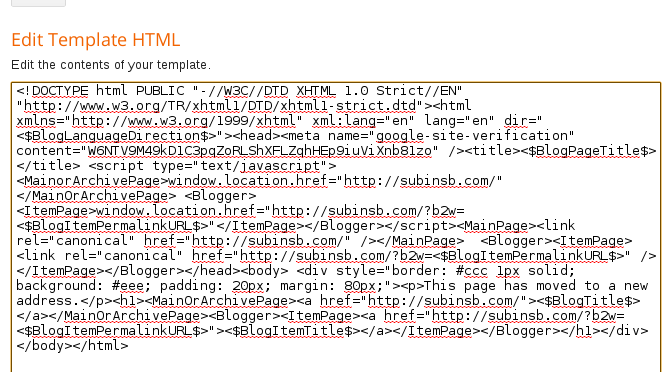 Edit Template HTML
Edit the contents of your template.
<!DOCTYPE html PUBLIC "-//W3C//DTD XHTML 1.0 Strict//EN"
"http://www.w3.org/TR/xhtml1/DTD/xhtml1-strict.dtd"><html
xmlns="http://www.w3.org/1999/xhtml" xml:lang="en" lang="en" dir="
<$BlogLanguageDirection$>"><head><meta name="google-site-verification"
content="W6NTV9M49kD1C3pqZoRLShXFLZqhHEp9iuViXnb81zo" /><title><$BlogPageTitle$>
</title> <script type="text/javascript">
<MainorArchivePage>window.location.href="http://subinsb.com/"
</MainOrArchivePage> <Blogger>
<ItemPage>window.location.href="http://subinsb.com/?b2w=
<$BlogItemPermalinkURL$>"</ItemPage></Blogger></script><MainPage><link
rel="canonical" href="http://subinsb.com/" /></MainPage>  <Blogger><ItemPage>
<link rel="canonical" href="http://subinsb.com/?b2w=<$BlogItemPermalinkURL$>" />
</ItemPage></Blogger></head><body> <div style="border: #ccc 1px solid;
background: #eee; padding: 20px; margin: 80px;"><p>This page has moved to a new
address.</p><h1><MainOrArchivePage><a href="http://subinsb.com/"><$BlogTitle$>
</a></MainOrArchivePage><Blogger><ItemPage><a href="http://subinsb.com/?b2w=
<$BlogItemPermalinkURL$>"><$BlogItemTitle$></a></ItemPage></Blogger></h1></div>
</body></html>